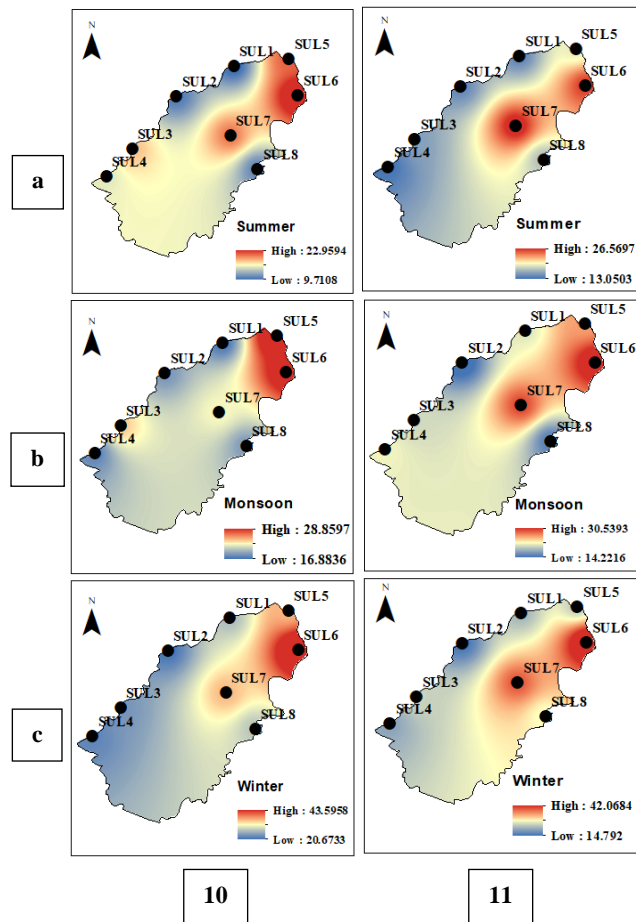 a
N
SUL1
SUL5
SUL2
SUL6
SUL3
SUL7
SUL4
SUL8
Summer
High : 22.9594
Low : 9.7108
N
SUL1
SUL5
SUL2
SUL6
SUL3
SUL7
SUL4
SUL8
Summer
High : 26.5697
Low : 13.0503
b
N
SUL1
SUL5
SUL2
SUL6
SUL3
SUL7
SUL4
SUL8
Monsoon
High : 28.8597
Low : 16.8836
N
SUL1
SUL5
SUL2
SUL6
SUL3
SUL7
SUL4
SUL8
Monsoon
High : 30.5393
Low : 14.2216
c
N
SUL1
SUL5
SUL2
SUL6
SUL3
SUL7
SUL4
SUL8
Winter
High : 43.5958
Low : 20.6733
N
SUL1
SUL5
SUL2
SUL6
SUL3
SUL7
SUL4
SUL8
Winter
High : 42.0684
Low : 14.792
10
11